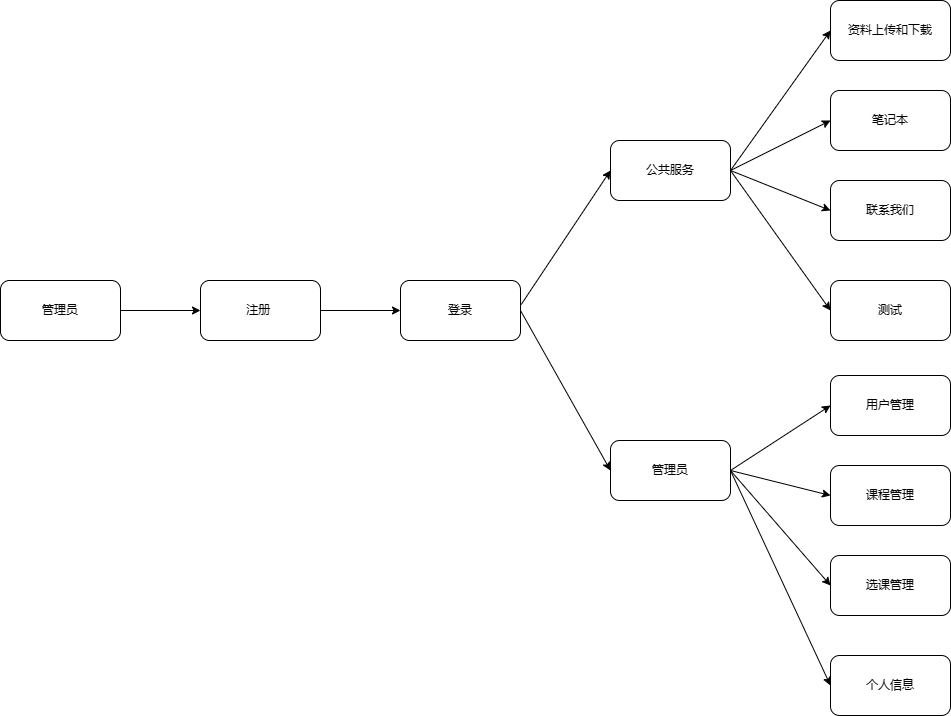 管理员
注册
登录
公共服务
资料上传和下载
笔记本
联系我们
测试
管理员
用户管理
课程管理
选课管理
个人信息